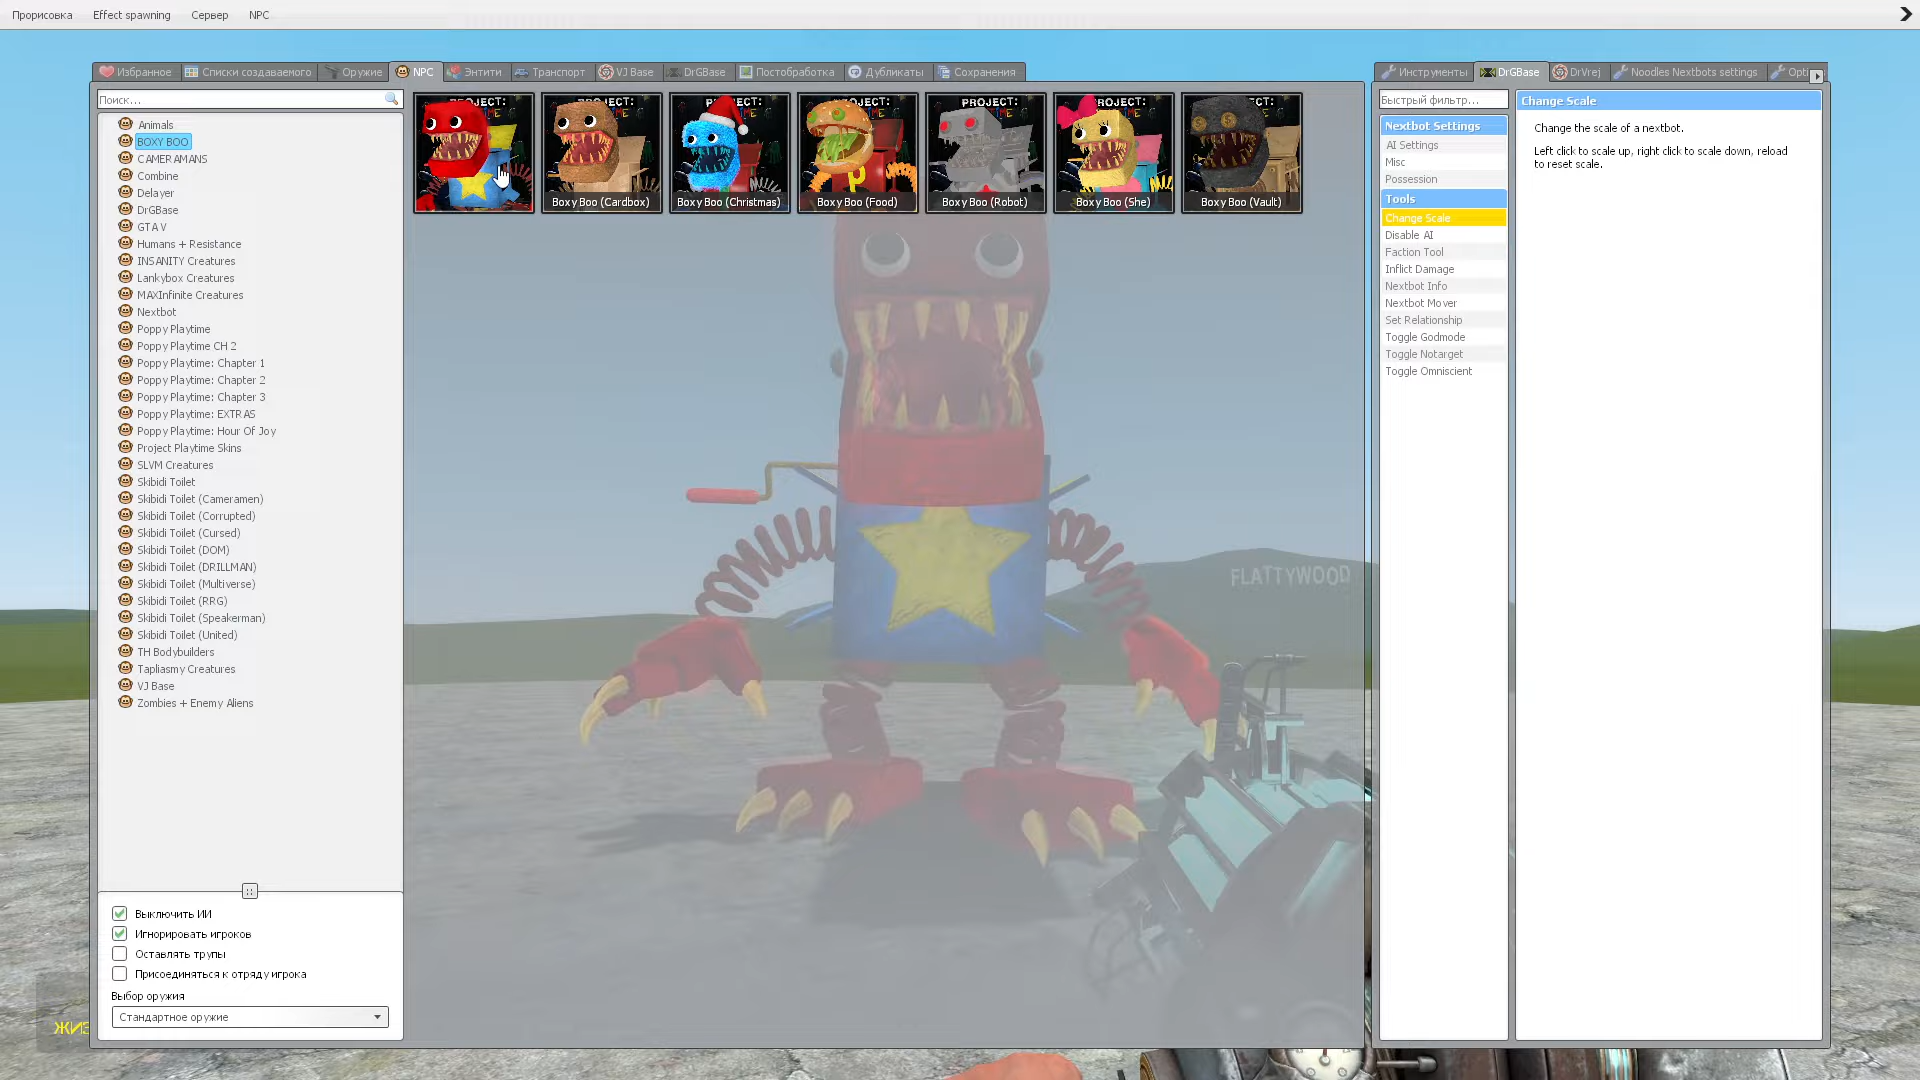 Прорисовка Effect spawning Сервер NPC
Избранное Списки создаваемого Оружие NPC Энтити Транспорт VJ Base DrGBase Постобработка Дубликаты Сохранения
Поиск...
Animals
BOXY BOO
CAMERAMANS
Combine
Delayer
DrGBase
GTA V
Humans + Resistance
INSANITY Creatures
Lankybox Creatures
MAXInfinite Creatures
Nextbot
Poppy Playtime
Poppy Playtime CH 2
Poppy Playtime: Chapter 1
Poppy Playtime: Chapter 2
Poppy Playtime: Chapter 3
Poppy Playtime: EXTRAS
Poppy Playtime: Hour Of Joy
Project Playtime Skins
SLVM Creatures
Skibidi Toilet
Skibidi Toilet (Cameramen)
Skibidi Toilet (Corrupted)
Skibidi Toilet (Cursed)
Skibidi Toilet (DOM)
Skibidi Toilet (DRILLMAN)
Skibidi Toilet (Multiverse)
Skibidi Toilet (RRG)
Skibidi Toilet (Speakerman)
Skibidi Toilet (United)
TH Bodybuilders
Tapliasmy Creatures
VJ Base
Zombies + Enemy Aliens
Выключить ИИ
Игнорировать игроков
Оставлять трупы
Присоединяться к отряду игрока
Выбор оружия
Стандартное оружие
PROJECT:
PROJECT:
PROJECT:
PROJECT:
PROJECT:
Boxy Boo (Cardbox) Boxy Boo (Christmas) Boxy Boo (Food) Boxy Boo (Robot) Boxy Boo (She) Boxy Boo (Vault)
FLATTYWOOD
Инструменты DrGBase DrVrej Noodles Nextbots settings
Быстрый фильтр...
Nextbot Settings
AI Settings
Misc
Possession
Tools
Change Scale
Disable AI
Faction Tool
Inflict Damage
Nextbot Info
Nextbot Mover
Set Relationship
Toggle Godmode
Toggle Notarget
Toggle Omniscient
Change Scale
Change the scale of a nextbot.
Left click to scale up, right click to scale down, reload
to reset scale.